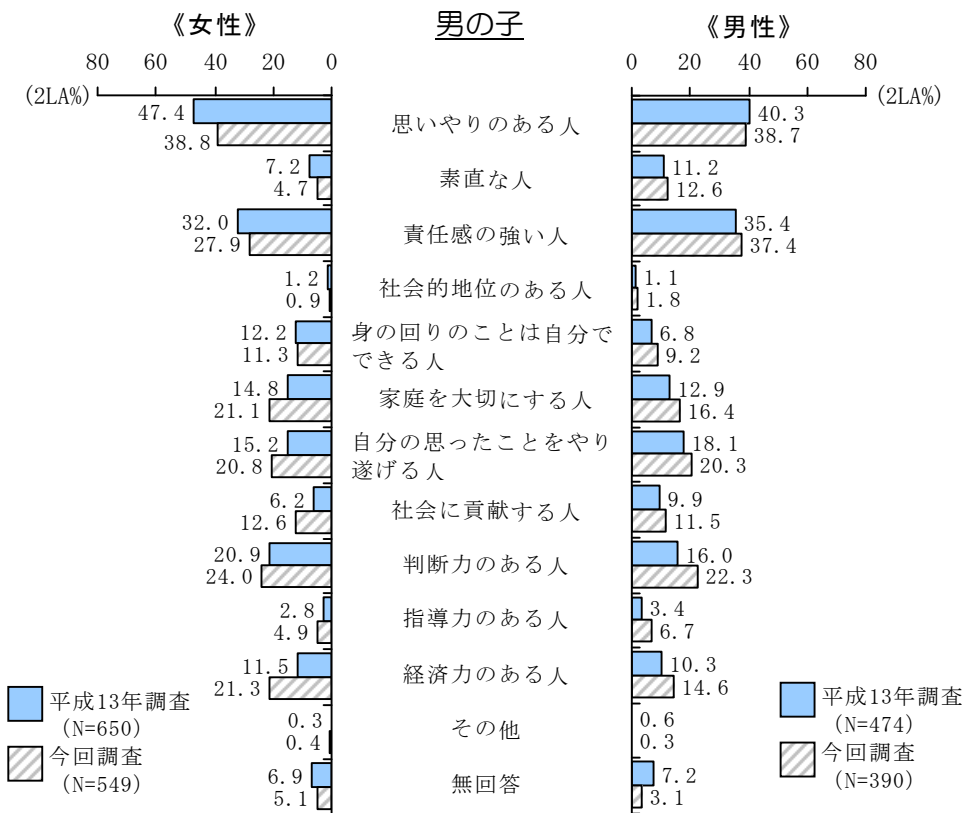 《女性》 男の子 《男性》
80 60 40 20 0 0 20 40 60 80
(2LA%) (2LA%)
47.4 思いやりのある人 40.3
38.8 38.7
7.2 素直な人 11.2
4.7 12.6
32.0 責任感の強い人 35.4
27.9 37.4
1.2 社会的地位のある人 1.1
0.9 1.8
12.2 身の回りのことは自分で 6.8
11.3 できる人 9.2
14.8 家庭を大切にする人 12.9
21.1 16.4
15.2 自分の思ったことをやり 18.1
20.8 遂げる人 20.3
6.2 社会に貢献する人 9.9
12.6 11.5
20.9 判断力のある人 16.0
24.0 22.3
2.8 指導力のある人 3.4
4.9 6.7
11.5 経済力のある人 10.3
21.3 14.6
0.3 その他 0.6
0.4 0.3
6.9 無回答 7.2
5.1 3.1
平成13年調査
(N=650)
今回調査
(N=549)
平成13年調査
(N=474)
今回調査
(N=390)